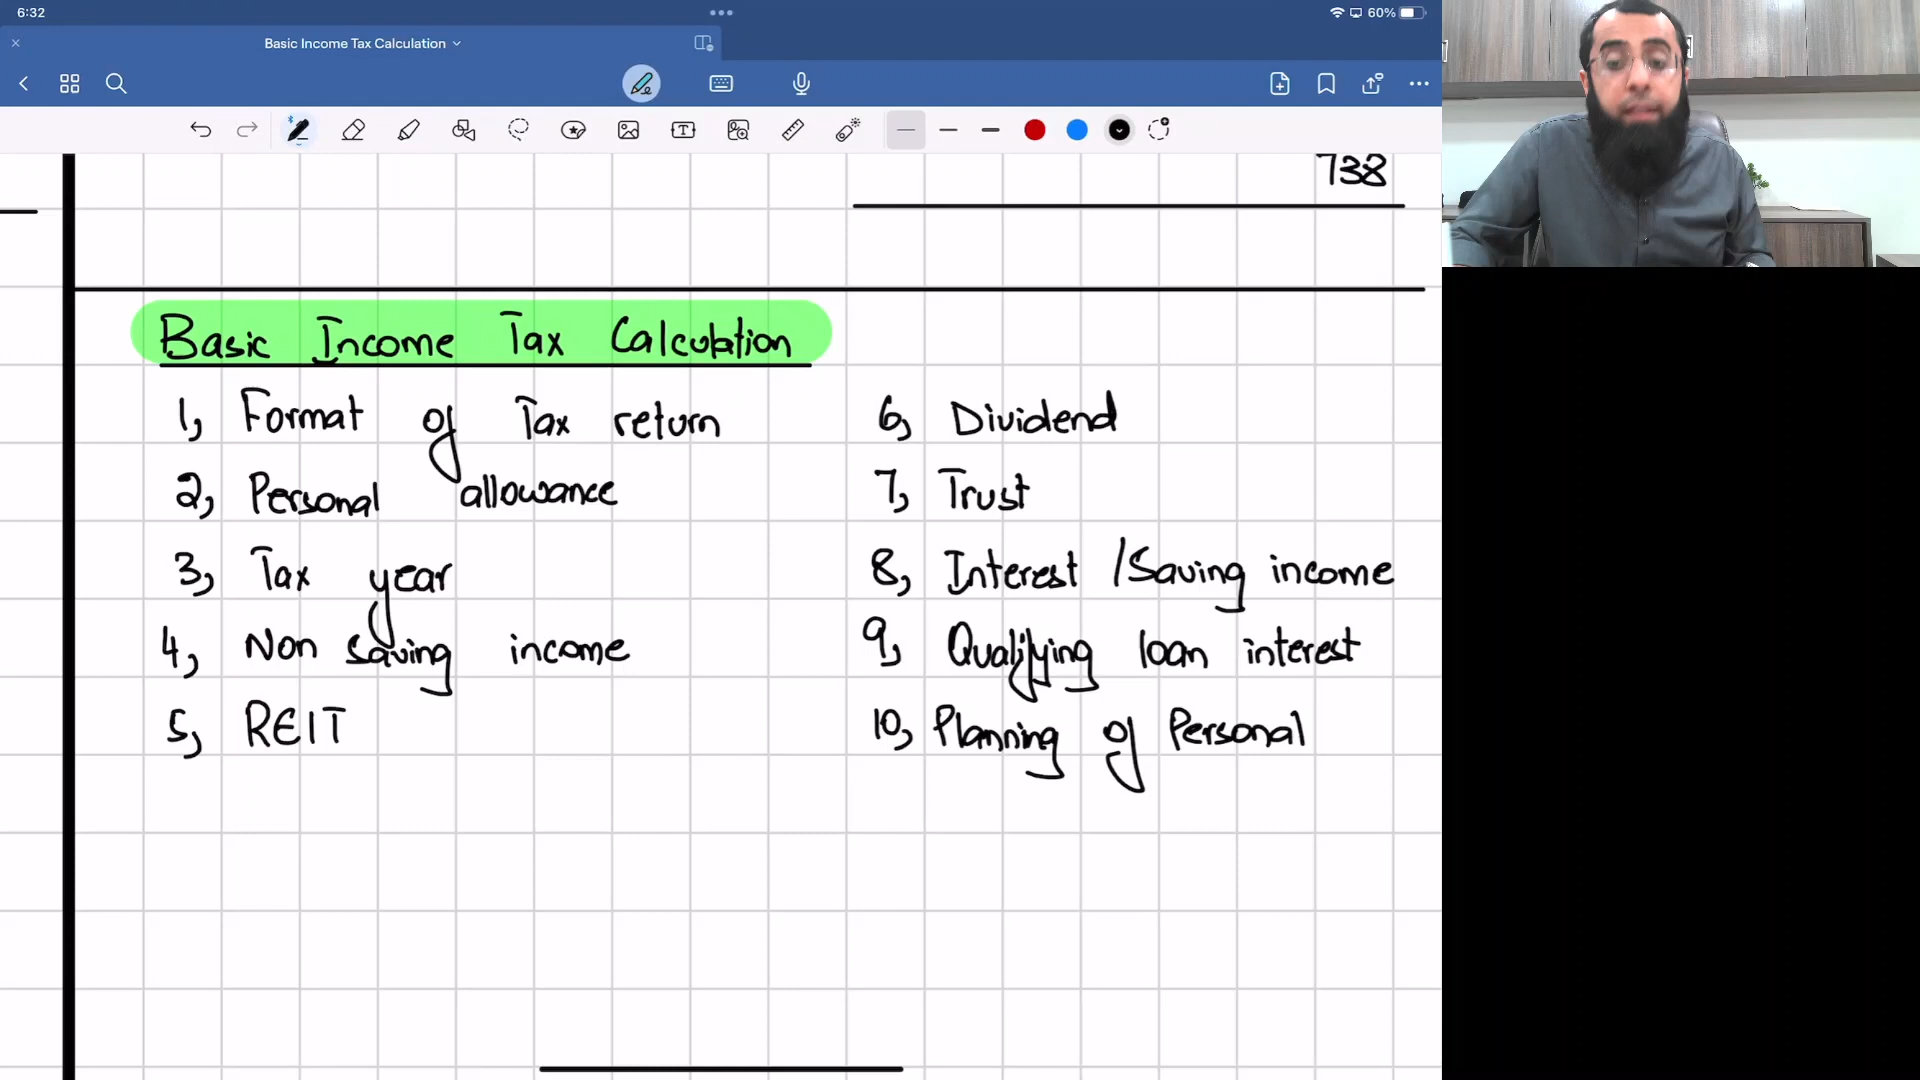 6:32
60%
Basic Income Tax Calculation
738
Basic Income Tax Calculation
1, Format of Tax return
2, Personal allowance
3, Tax year
4, Non saving income
5, REIT
6, Dividend
7, Trust
8, Interest /Saving income
9, Qualifying loan interest
10, Planning of Personal